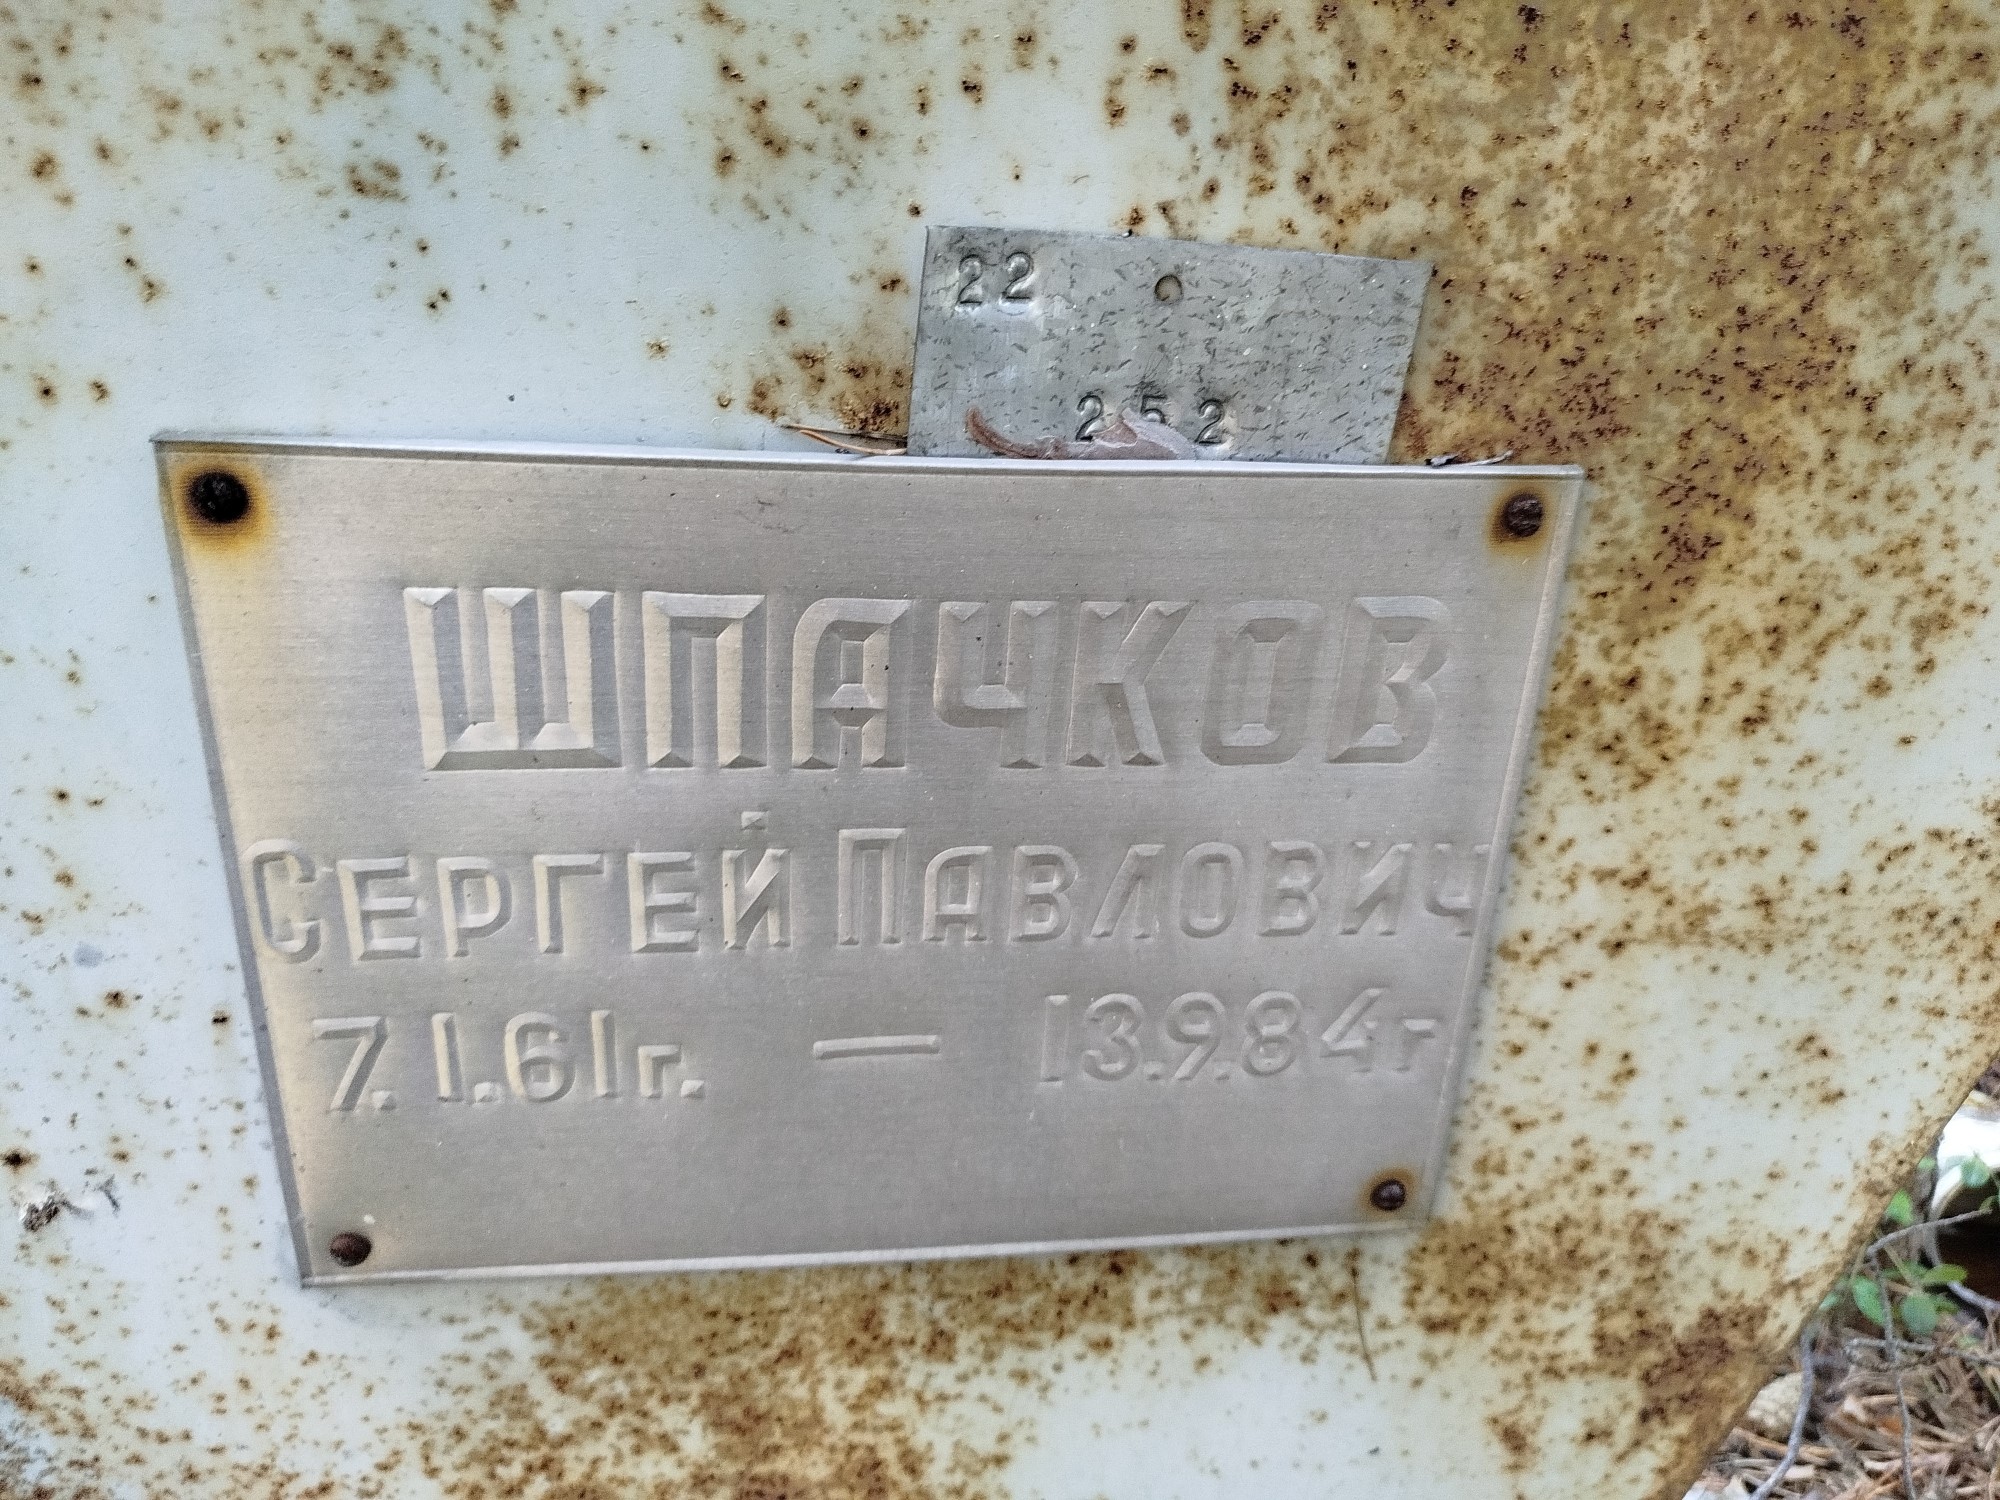 22
252
ШПАЧКОВ
СЕРГЕЙ ПАВЛОВИЧ
7.1.61г. — 13.9.84г